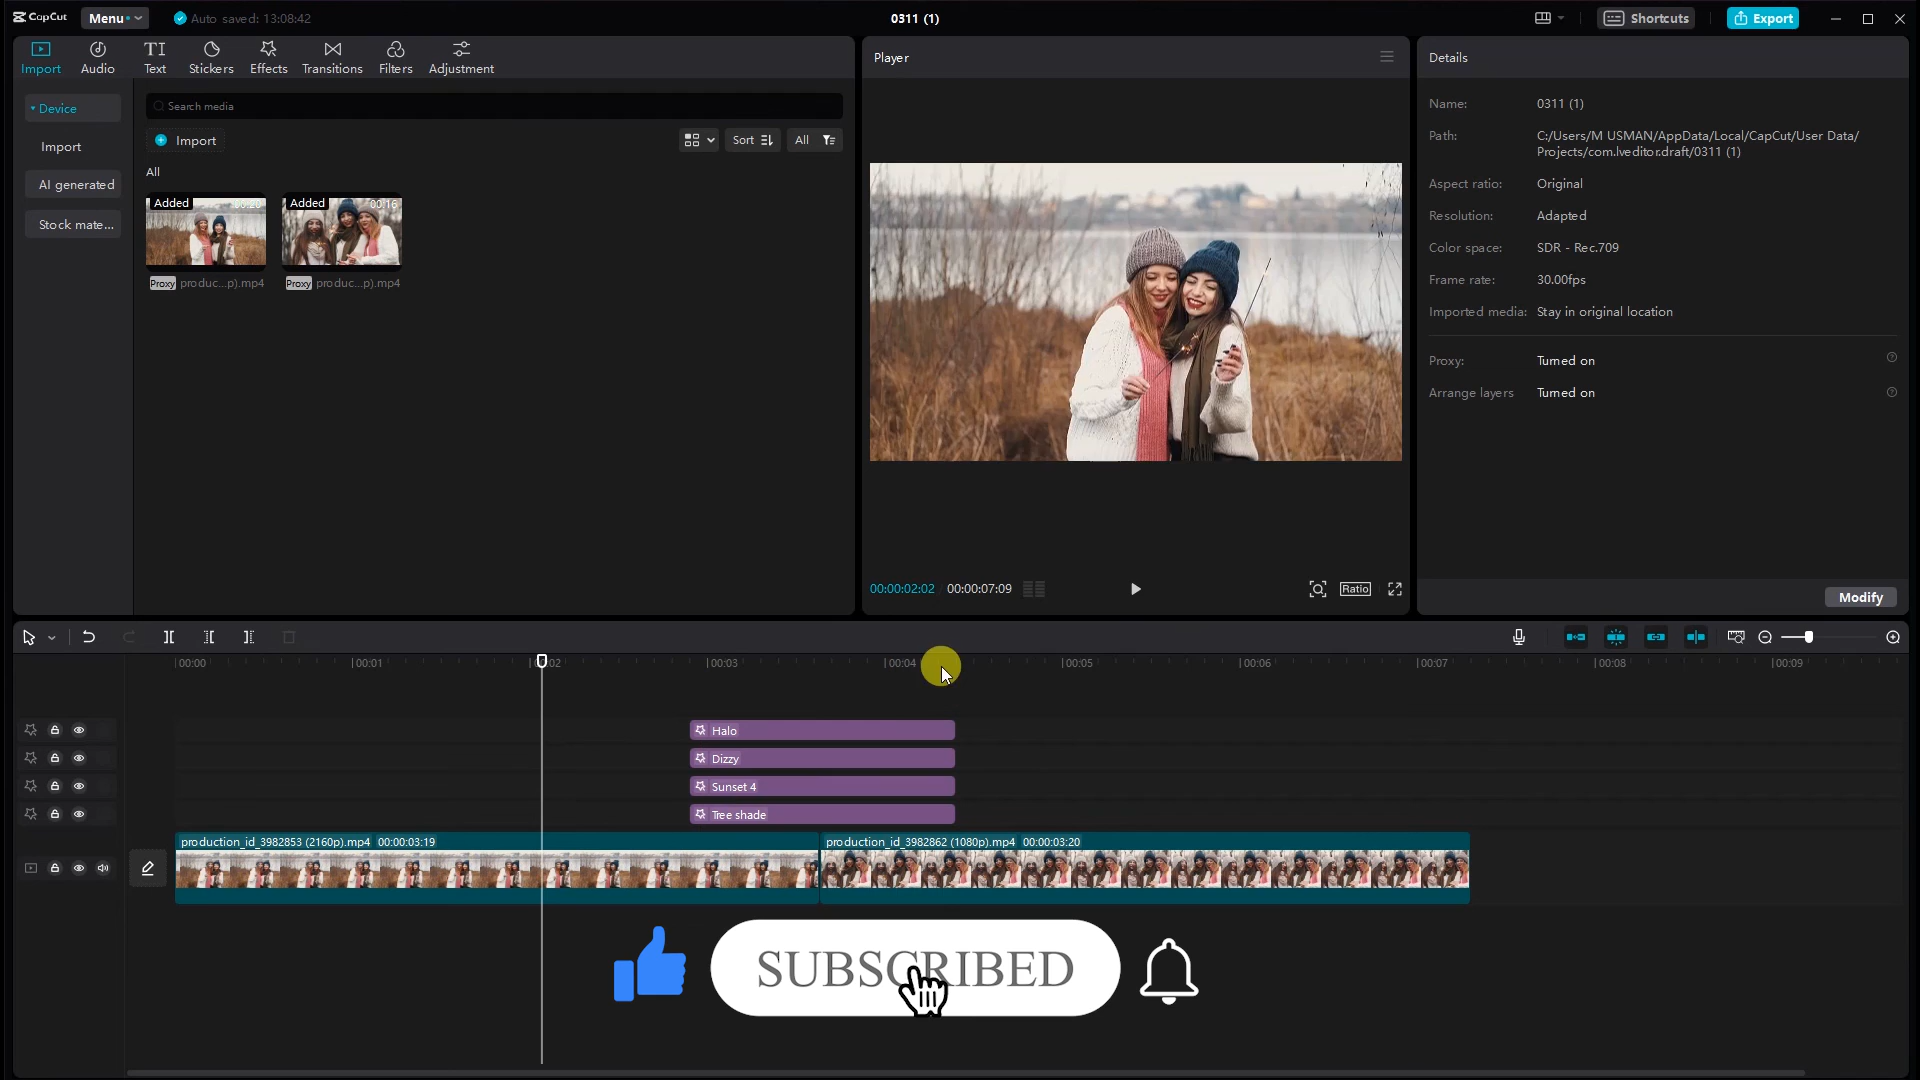 CapCut
Menu
Auto saved: 13:08:42
0311 (1)
Shortcuts
Export
Import
Audio
TI
Text
Stickers
Effects
Transitions
Filters
Adjustment
Device
Import
AI generated
Stock mate...
Search media
Import
Sort
All
All
Added
00:20
Added
00:16
Proxy produc...p).mp4
Proxy produc...p).mp4
Player
00:00:02:02 00:00:07:09
Ratio
Details
Name: 0311 (1)
Path: C:/Users/M USMAN/AppData/Local/CapCut/User Data/
Projects/com.lveditor.draft/0311 (1)
Aspect ratio: Original
Resolution: Adapted
Color space: SDR - Rec.709
Frame rate: 30.00fps
Imported media: Stay in original location
Proxy: Turned on
Arrange layers Turned on
Modify
00:00 00:01 00:02 00:03 00:04 00:05 00:06 00:07 00:08 00:09
Halo
Dizzy
Sunset 4
Tree shade
production_id_3982853 (2160p).mp4 00:00:03:19
production_id_3982862 (1080p).mp4 00:00:03:20
SUBSCRIBED